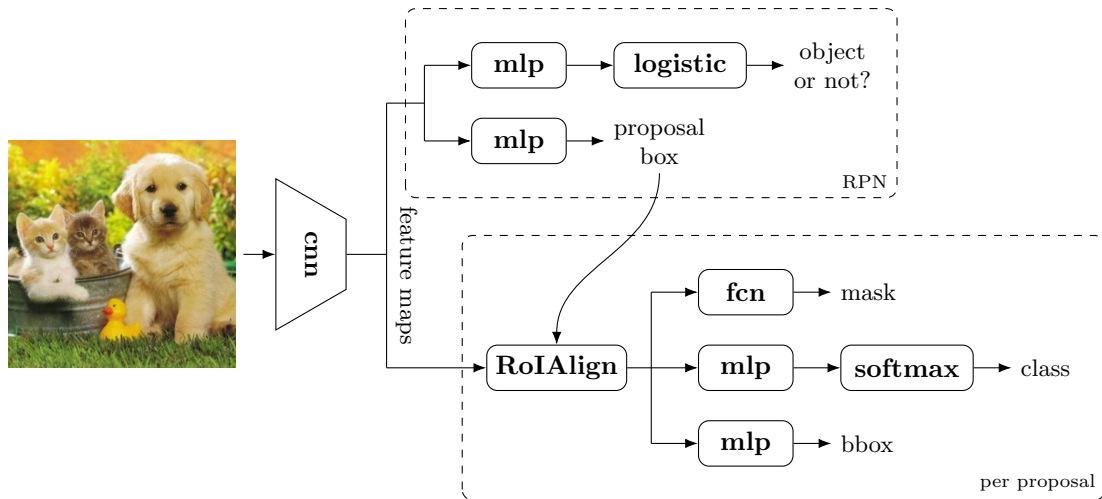 mlp
logistic
object
or not?
mlp
proposal
box
RPN
cnn
feature maps
fcn
mask
RoIAlign
mlp
softmax
class
mlp
bbox
per proposal